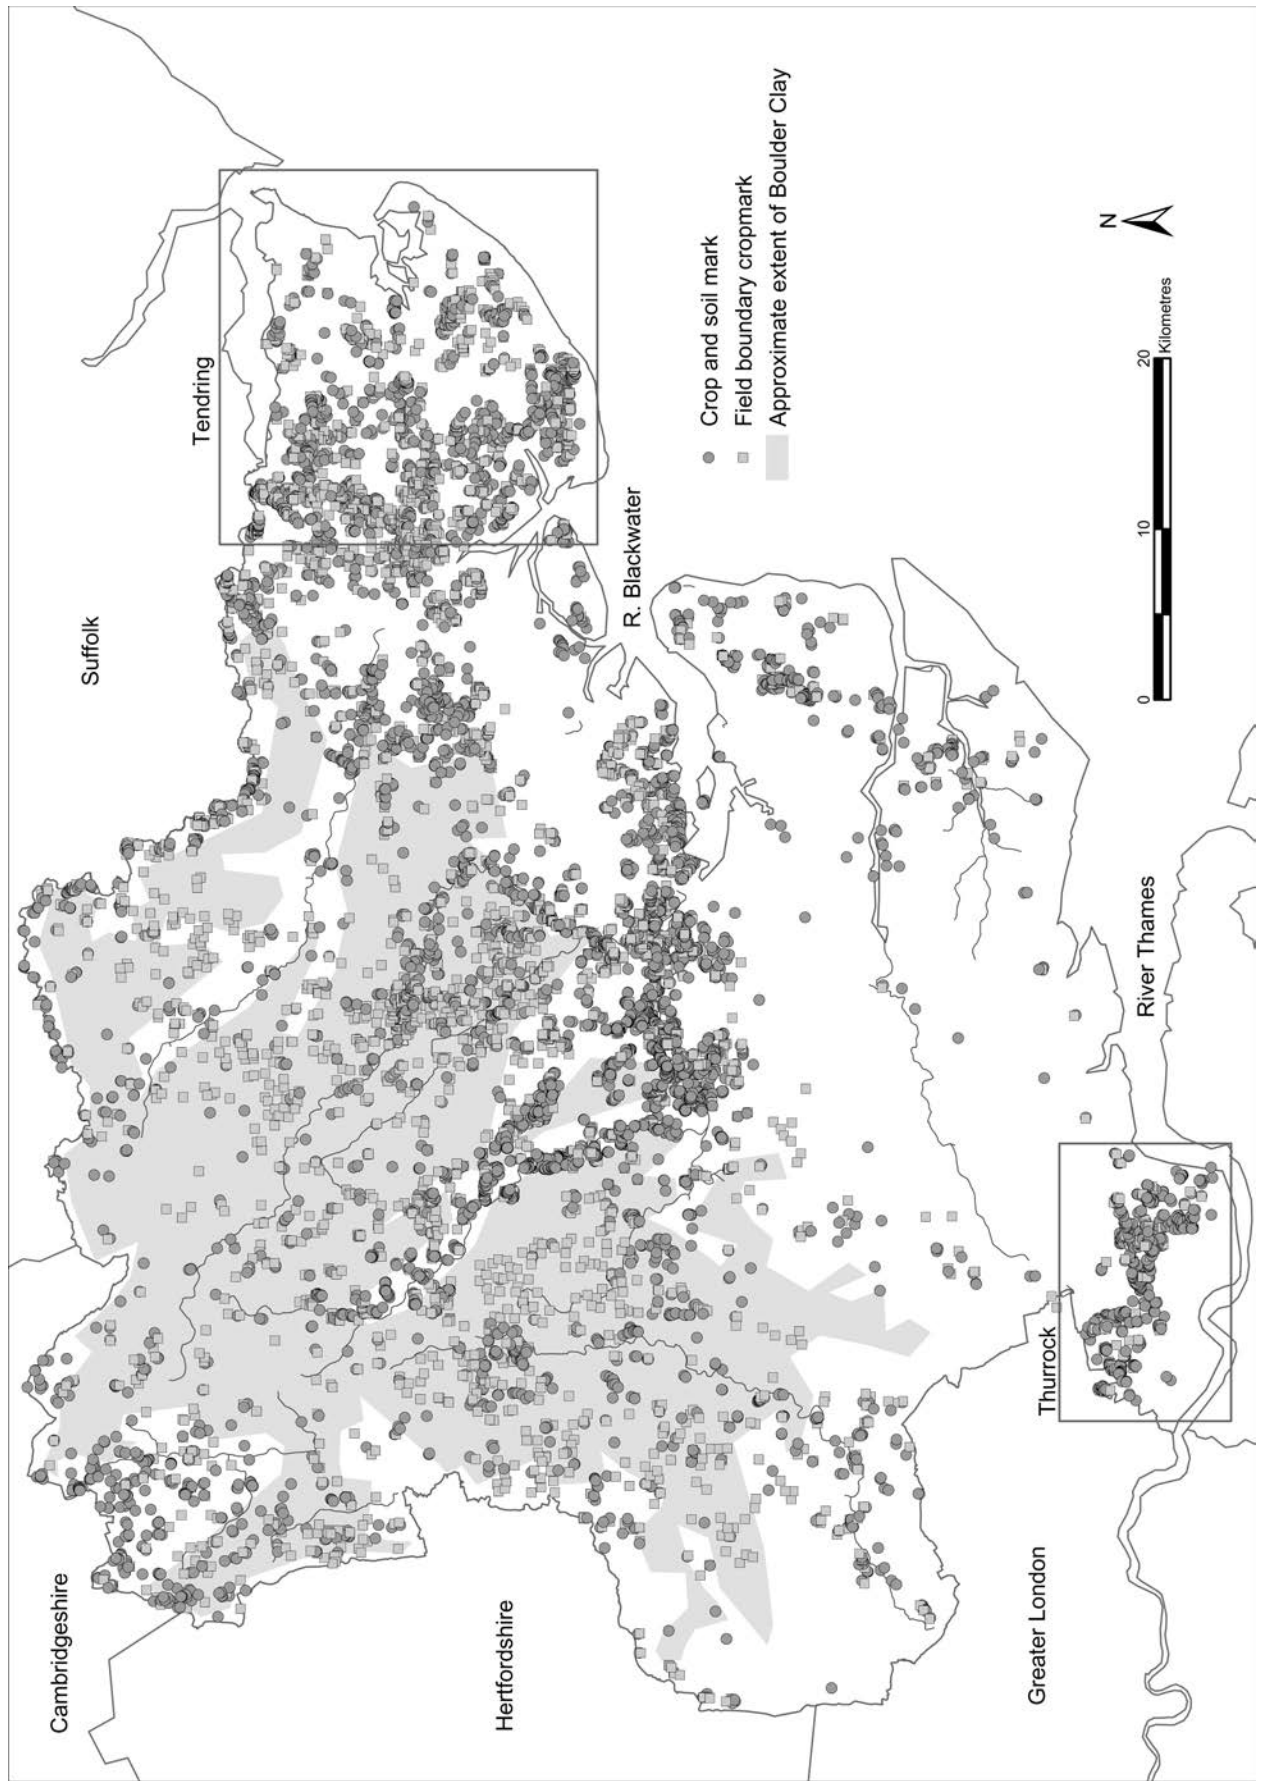 Cambridgeshire
Suffolk
Tendring
Hertfordshire
R. Blackwater
Crop and soil mark
Field boundary cropmark
Approximate extent of Boulder Clay
Greater London
Thurrock
River Thames
N
0
10
20
Kilometres